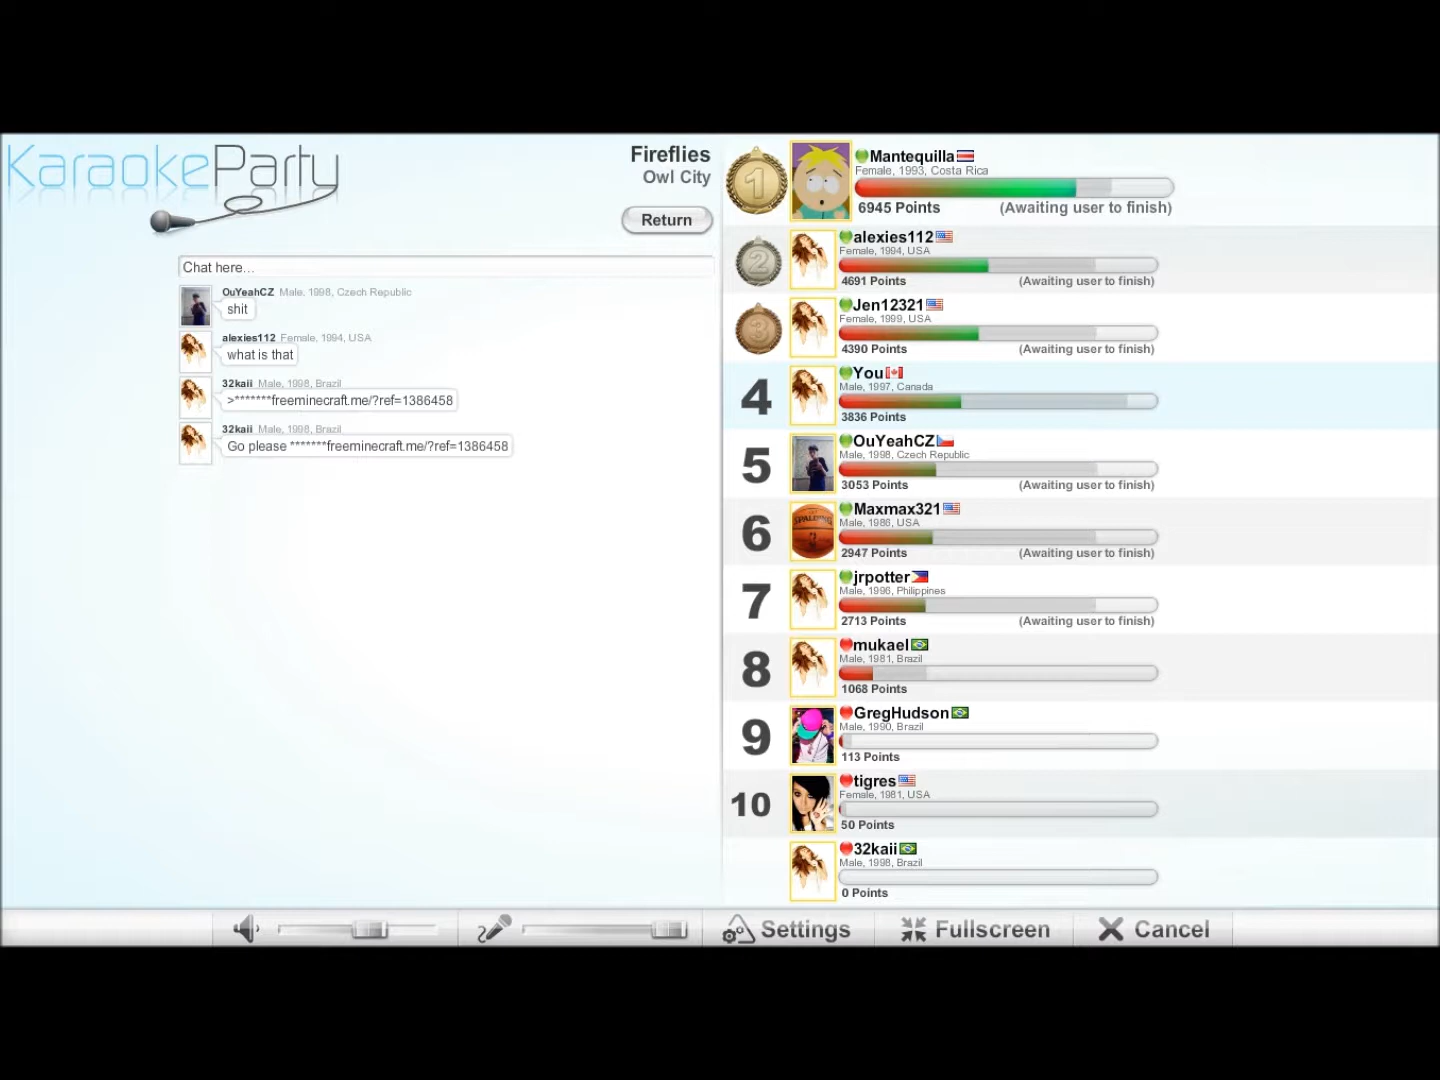 KaraokeParty
Fireflies
Owl City
Return
Chat here...
OuYeahCZ Male, 1998, Czech Republic
shit
alexies112 Female, 1994, USA
what is that
32kaii Male, 1998, Brazil
>*******freeminecraft.me/?ref=1386458
32kaii Male, 1998, Brazil
Go please *******freeminecraft.me/?ref=1386458
1
Mantequilla
Female, 1993, Costa Rica
6945 Points (Awaiting user to finish)
2
alexies112
Female, 1994, USA
4691 Points (Awaiting user to finish)
3
Jen12321
Female, 1999, USA
4390 Points (Awaiting user to finish)
4
You
Male, 1997, Canada
3836 Points
5
OuYeahCZ
Male, 1998, Czech Republic
3053 Points (Awaiting user to finish)
6
SPALDING
Maxmax321
Male, 1986, USA
2947 Points (Awaiting user to finish)
7
jrpotter
Male, 1996, Philippines
2713 Points (Awaiting user to finish)
8
mukael
Male, 1981, Brazil
1068 Points
9
GregHudson
Male, 1990, Brazil
113 Points
10
tigres
Female, 1981, USA
50 Points
32kaii
Male, 1998, Brazil
0 Points
Settings
Fullscreen
Cancel